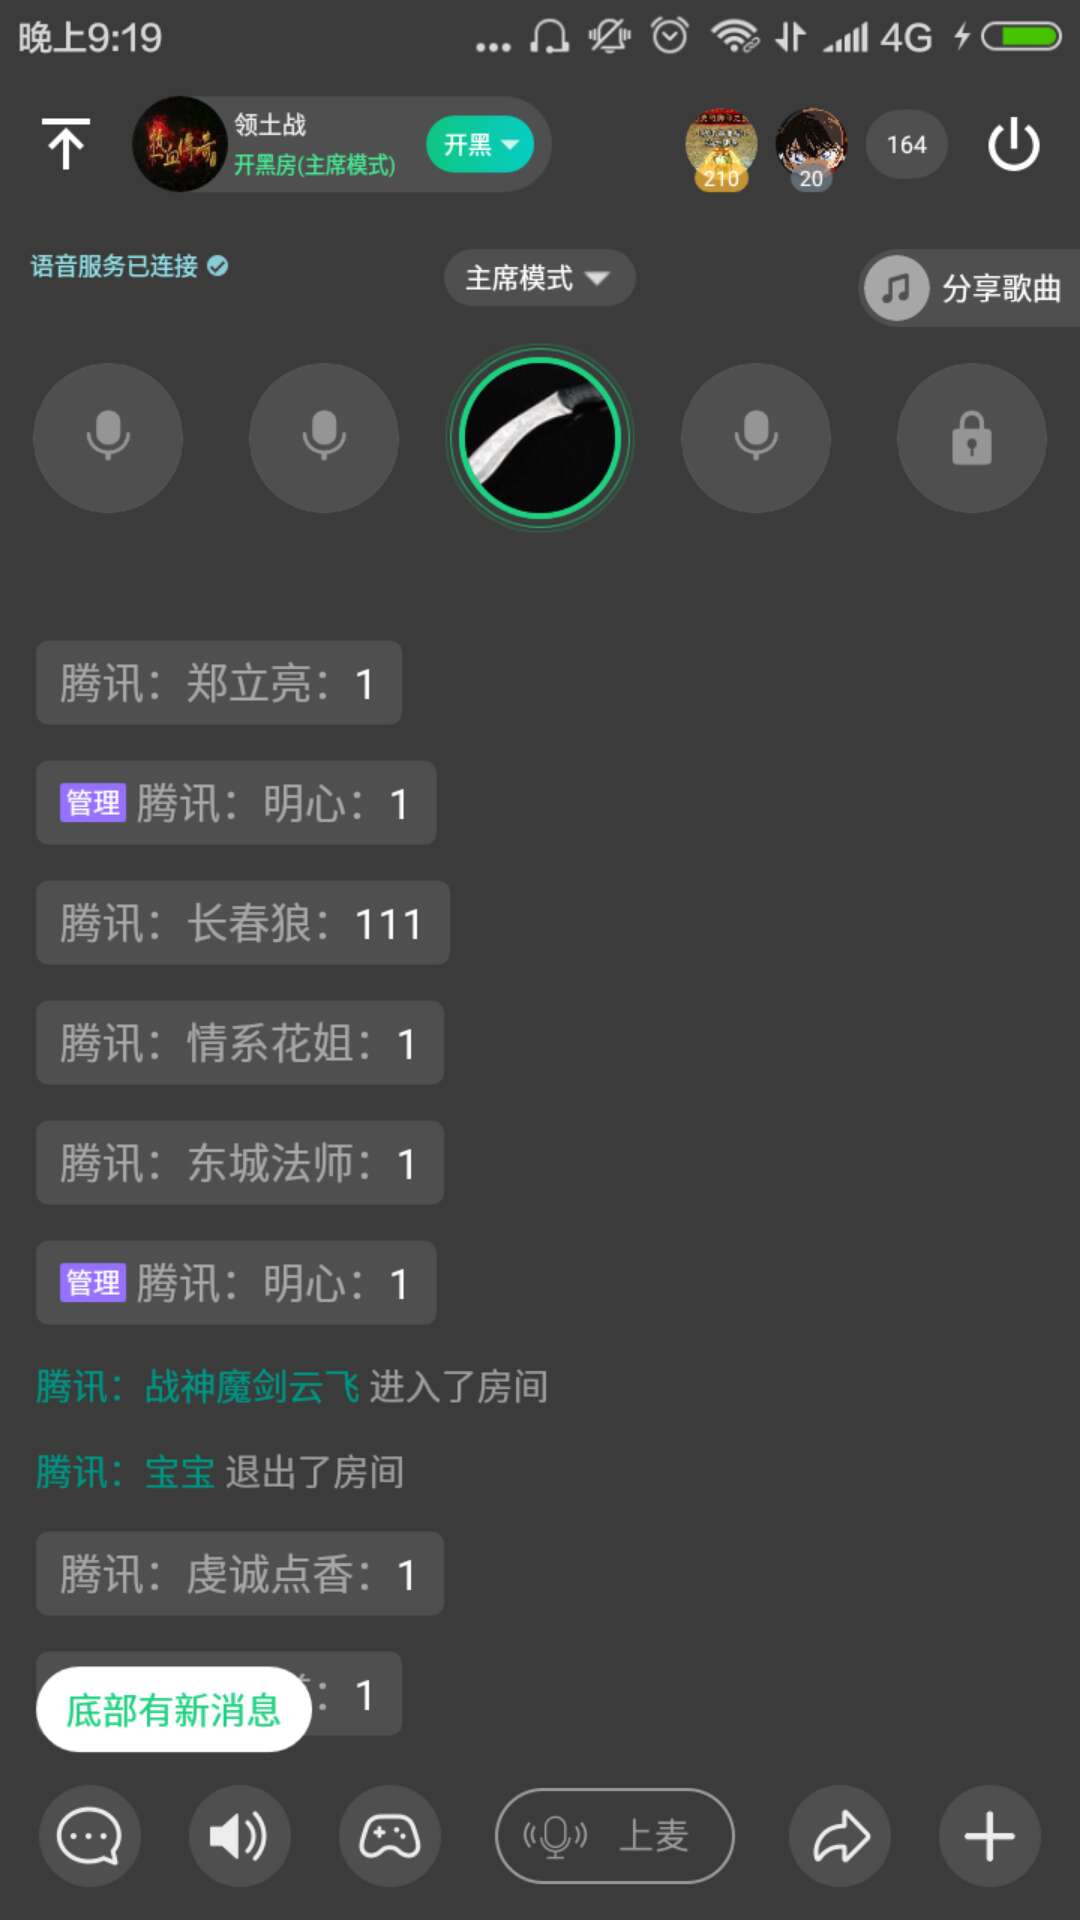 晚上9:19
4G
热血传奇
领土战
开黑房(主席模式)
开黑
210
20
164
语音服务已连接
主席模式
分享歌曲
腾讯：郑立亮：1
管理 腾讯：明心：1
腾讯：长春狼：111
腾讯：情系花姐：1
腾讯：东城法师：1
管理 腾讯：明心：1
腾讯：战神魔剑云飞 进入了房间
腾讯：宝宝 退出了房间
腾讯：虔诚点香：1
：1
底部有新消息
上麦